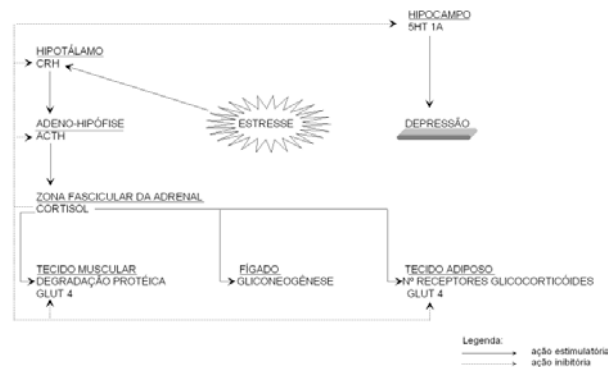 HIPOCAMPO
5HT 1A
HIPOTÁLAMO
CRH
ESTRESSE
ADENO-HIPÓFISE
ACTH
DEPRESSÃO
ZONA FASCICULAR DA ADRENAL
CORTISOL
TECIDO MUSCULAR
DEGRADAÇÃO PROTÉICA
GLUT 4
FÍGADO
GLICONEOGÊNESE
TECIDO ADIPOSO
Nº RECEPTORES GLICOCORTICÓIDES
GLUT 4
Legenda:
ação estimulatória
ação inibitória